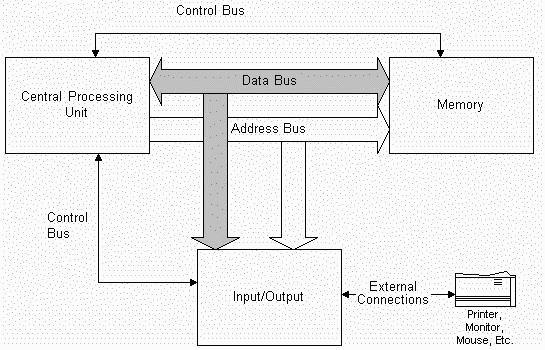 Control Bus
Data Bus
Central Processing
Unit
Memory
Address Bus
Control
Bus
Input/Output
External
Connections
Printer,
Monitor,
Mouse, Etc.